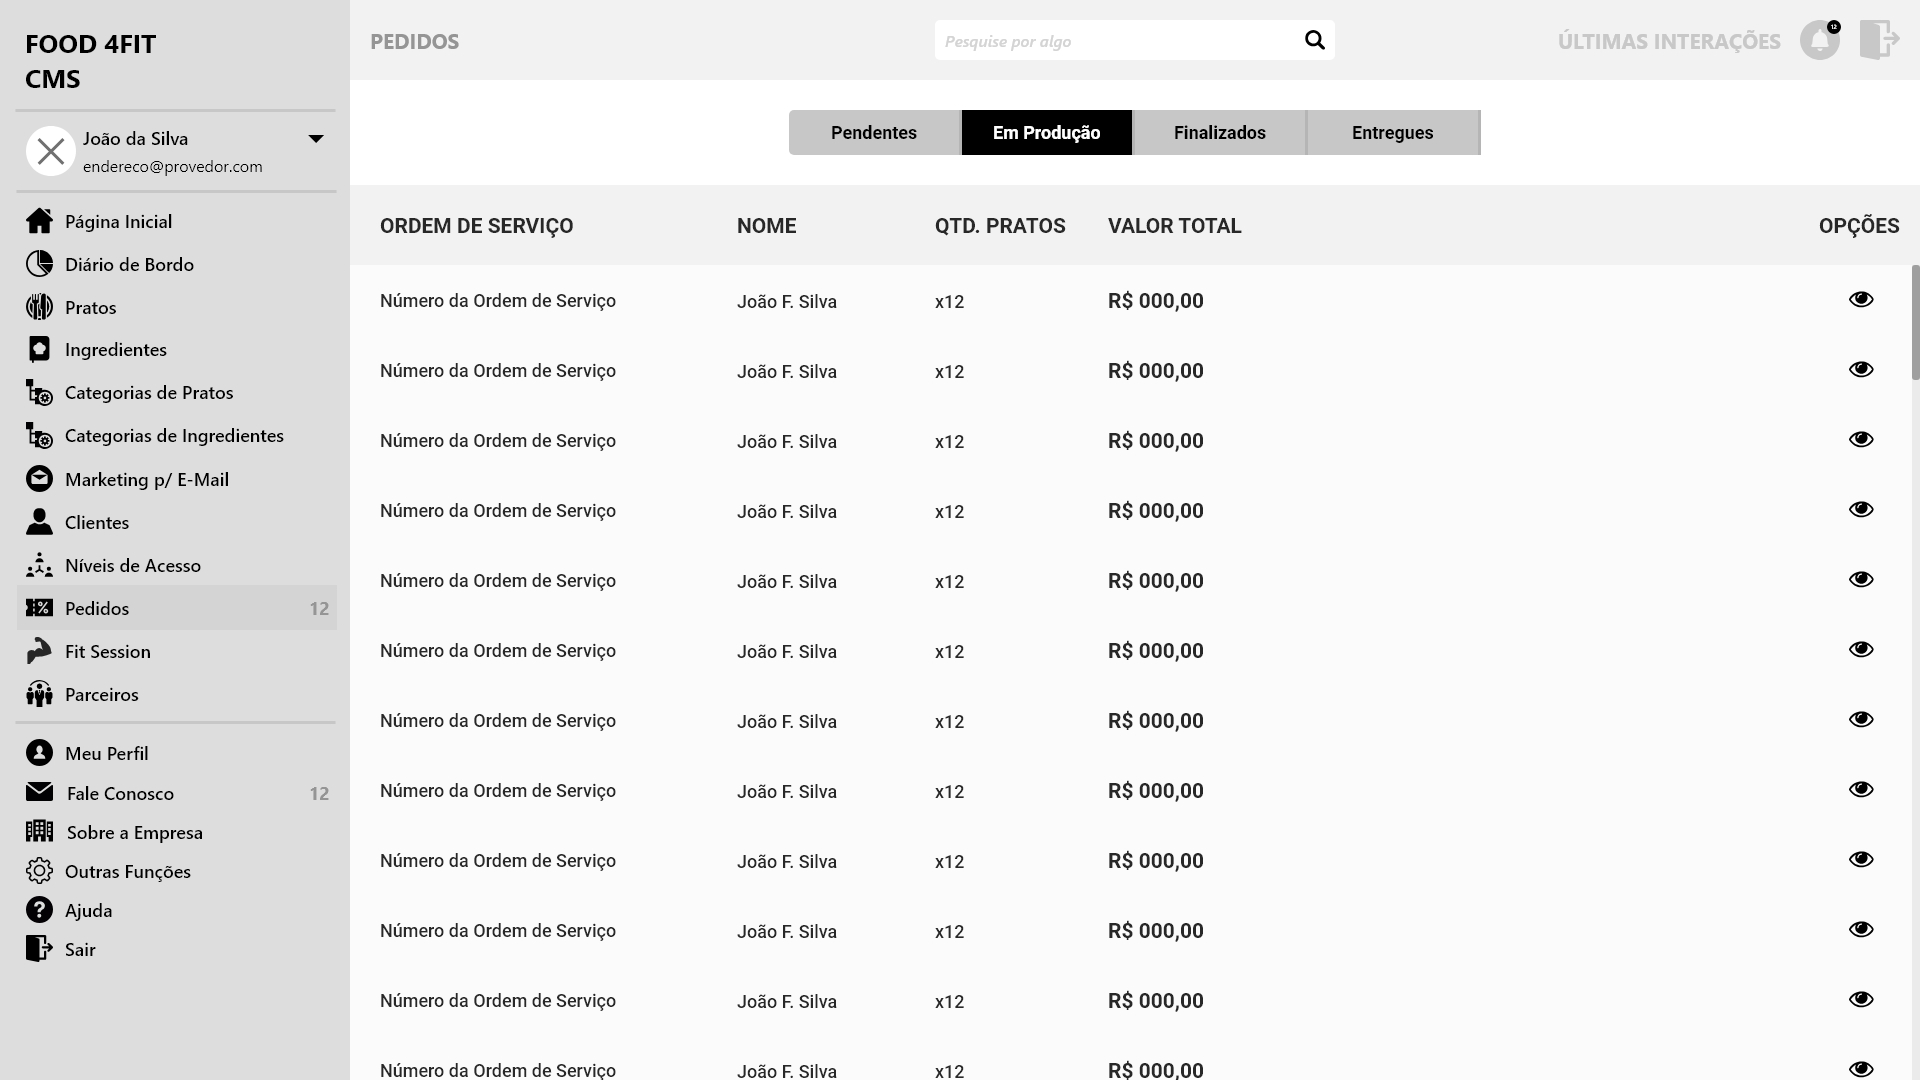 FOOD 4FIT
CMS
João da Silva
endereco@provedor.com
Página Inicial
Diário de Bordo
Pratos
Ingredientes
Categorias de Pratos
Categorias de Ingredientes
Marketing p/ E-Mail
Clientes
Níveis de Acesso
Pedidos 12
Fit Session
Parceiros
Meu Perfil
Fale Conosco 12
Sobre a Empresa
Outras Funções
Ajuda
Sair
PEDIDOS
Pesquise por algo
ÚLTIMAS INTERAÇÕES
12
Pendentes Em Produção Finalizados Entregues
ORDEM DE SERVIÇO NOME QTD. PRATOS VALOR TOTAL OPÇÕES
Número da Ordem de Serviço João F. Silva x12 R$ 000,00
Número da Ordem de Serviço João F. Silva x12 R$ 000,00
Número da Ordem de Serviço João F. Silva x12 R$ 000,00
Número da Ordem de Serviço João F. Silva x12 R$ 000,00
Número da Ordem de Serviço João F. Silva x12 R$ 000,00
Número da Ordem de Serviço João F. Silva x12 R$ 000,00
Número da Ordem de Serviço João F. Silva x12 R$ 000,00
Número da Ordem de Serviço João F. Silva x12 R$ 000,00
Número da Ordem de Serviço João F. Silva x12 R$ 000,00
Número da Ordem de Serviço João F. Silva x12 R$ 000,00
Número da Ordem de Serviço João F. Silva x12 R$ 000,00
Número da Ordem de Serviço João F. Silva x12 R$ 000,00